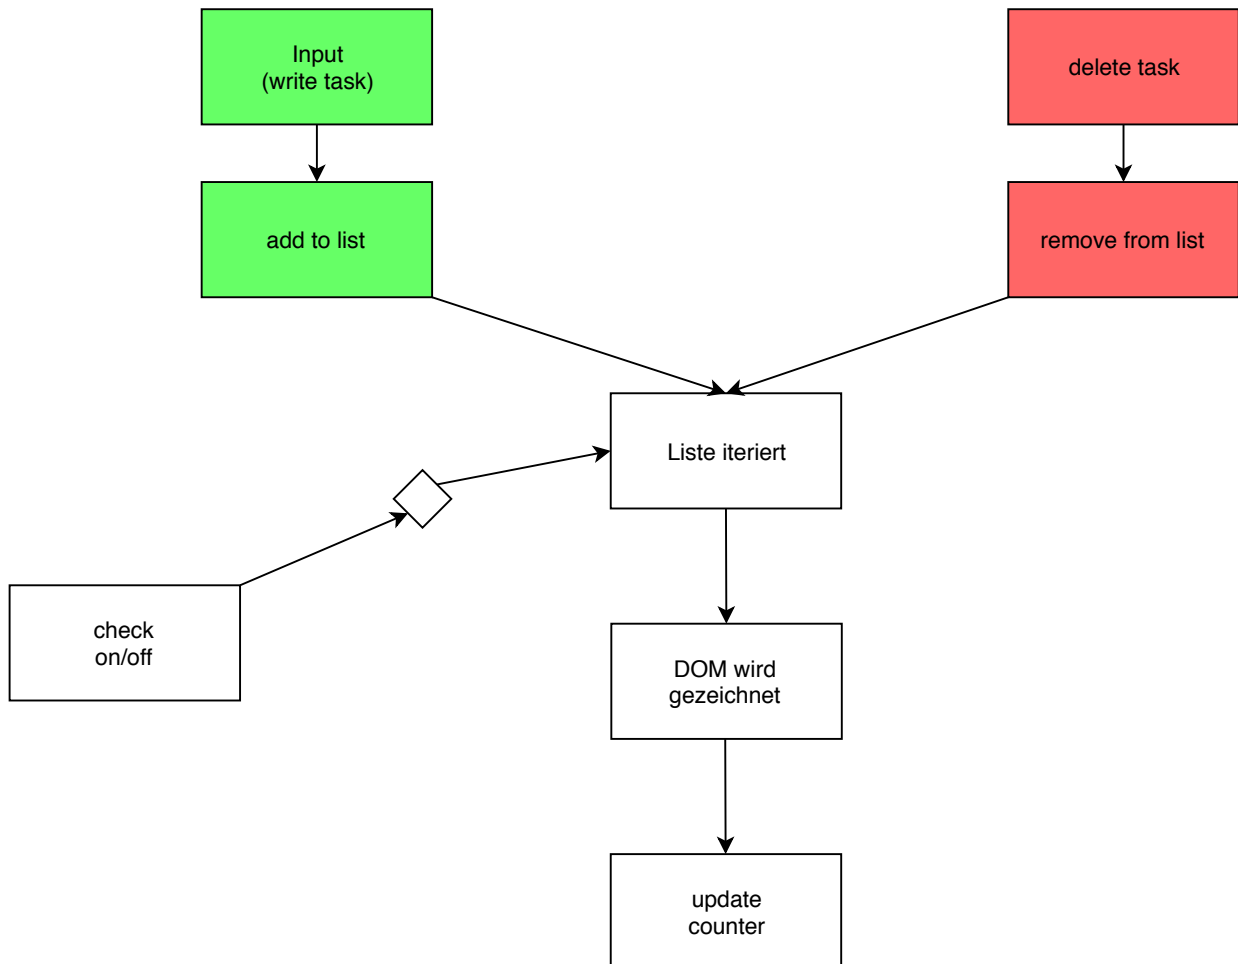 Input
(write task)
delete task
add to list
remove from list
Liste iteriert
check
on/off
DOM wird
gezeichnet
update
counter